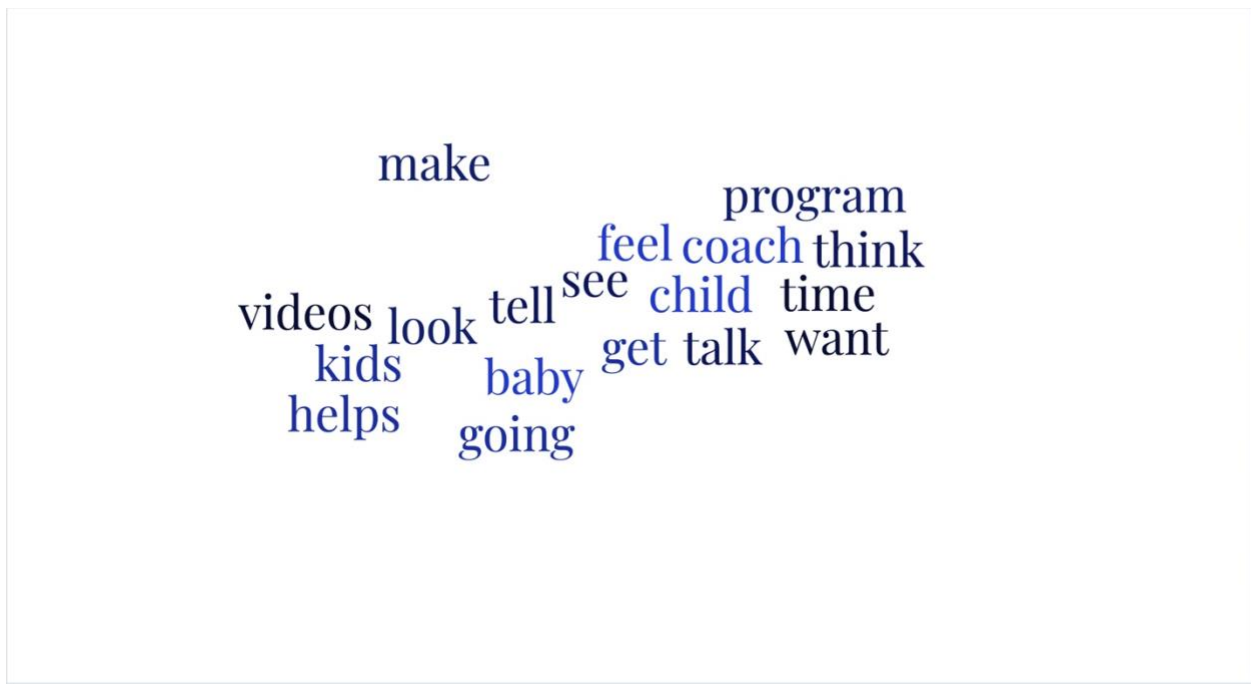 make
program
feel coach think
see child time
videos look tell
get talk want
kids baby
helps going